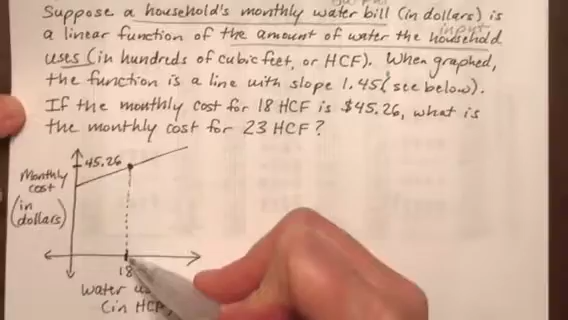 Suppose a household's monthly water bill (in dollars) is
a linear function of the amount of water the household
input
uses (in hundreds of cubic feet, or HCF). When graphed,
the function is a line with slope 1.45 (see below).
If the monthly cost for 18 HCF is $45.26, what is
the monthly cost for 23 HCF?
45.26
Monthly
cost
(in
dollars)
18
water
(in HCF